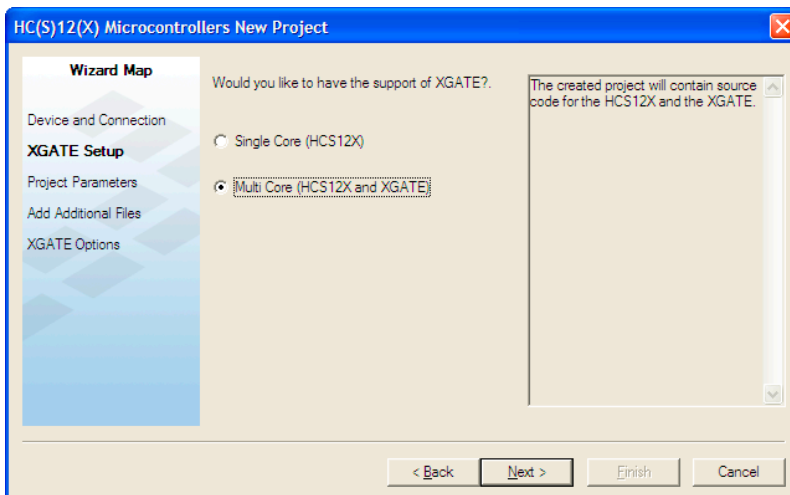 HC(S)12(X) Microcontrollers New Project
Wizard Map
Device and Connection
XGATE Setup
Project Parameters
Add Additional Files
XGATE Options
Would you like to have the support of XGATE?.
Single Core (HCS12X)
Multi Core (HCS12X and XGATE)
The created project will contain source
code for the HCS12X and the XGATE.
< Back
Next >
Finish
Cancel